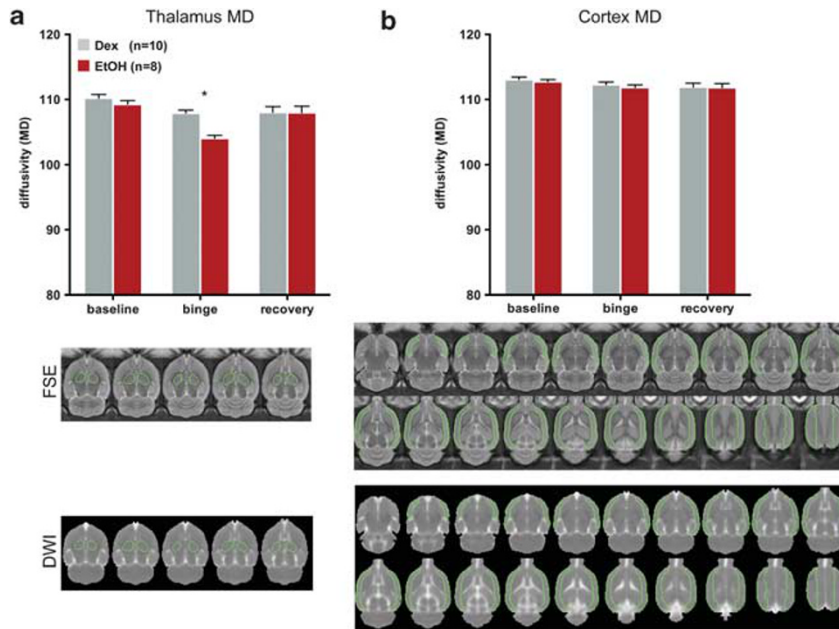 a
Thalamus MD
Dex (n=10)
EtOH (n=8)
*
diffusivity (MD)
120
110
100
90
80
baseline binge recovery
b
Cortex MD
diffusivity (MD)
120
110
100
90
80
baseline binge recovery
FSE
DWI